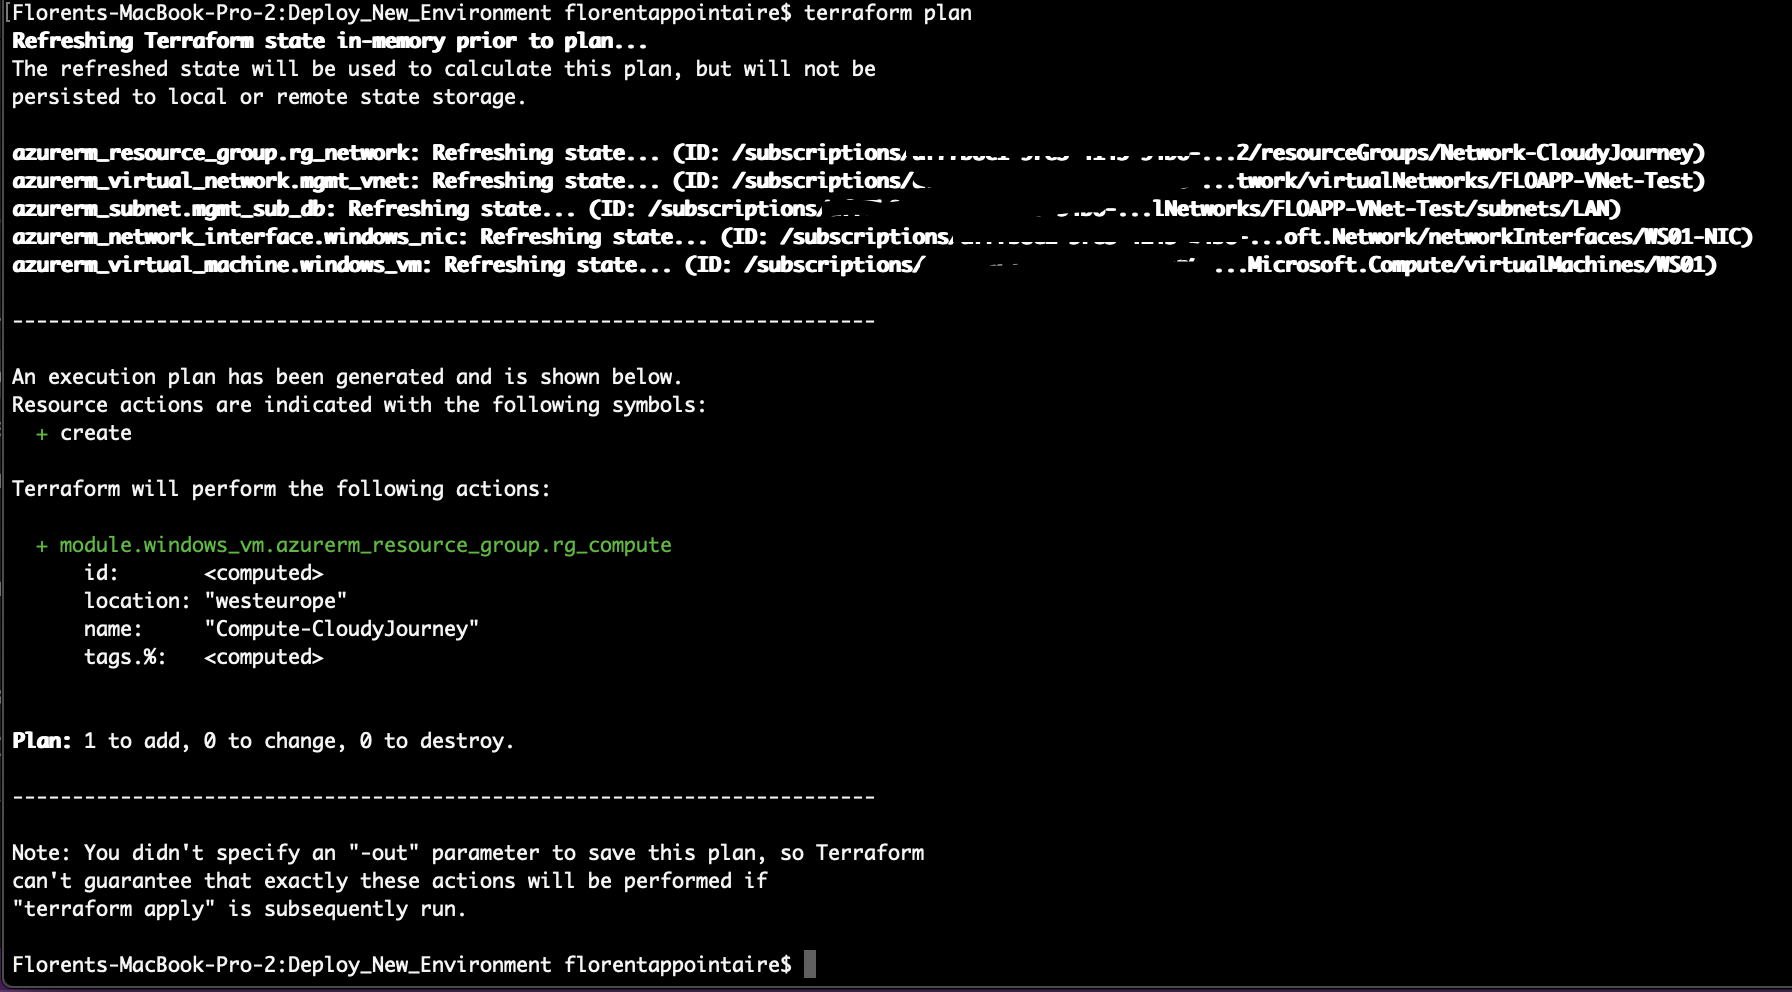 [Florents-MacBook-Pro-2:Deploy_New_Environment florentappointaire$ terraform plan
Refreshing Terraform state in-memory prior to plan...
The refreshed state will be used to calculate this plan, but will not be
persisted to local or remote state storage.
azurerm_resource_group.rg_network: Refreshing state... (ID: /subscriptions/ ...2/resourceGroups/Network-CloudyJourney)
azurerm_virtual_network.mgmt_vnet: Refreshing state... (ID: /subscriptions/ ...twork/virtualNetworks/FLOAPP-VNet-Test)
azurerm_subnet.mgmt_sub_db: Refreshing state... (ID: /subscriptions/ ...lNetworks/FLOAPP-VNet-Test/subnets/LAN)
azurerm_network_interface.windows_nic: Refreshing state... (ID: /subscriptions/ ...oft.Network/networkInterfaces/WS01-NIC)
azurerm_virtual_machine.windows_vm: Refreshing state... (ID: /subscriptions/ ...Microsoft.Compute/virtualMachines/WS01)
------------------------------------------------------------------------
An execution plan has been generated and is shown below.
Resource actions are indicated with the following symbols:
+ create
Terraform will perform the following actions:
+ module.windows_vm.azurerm_resource_group.rg_compute
id: <computed>
location: "westeurope"
name: "Compute-CloudyJourney"
tags.%: <computed>
Plan: 1 to add, 0 to change, 0 to destroy.
------------------------------------------------------------------------
Note: You didn't specify an "-out" parameter to save this plan, so Terraform
can't guarantee that exactly these actions will be performed if
"terraform apply" is subsequently run.
Florents-MacBook-Pro-2:Deploy_New_Environment florentappointaire$